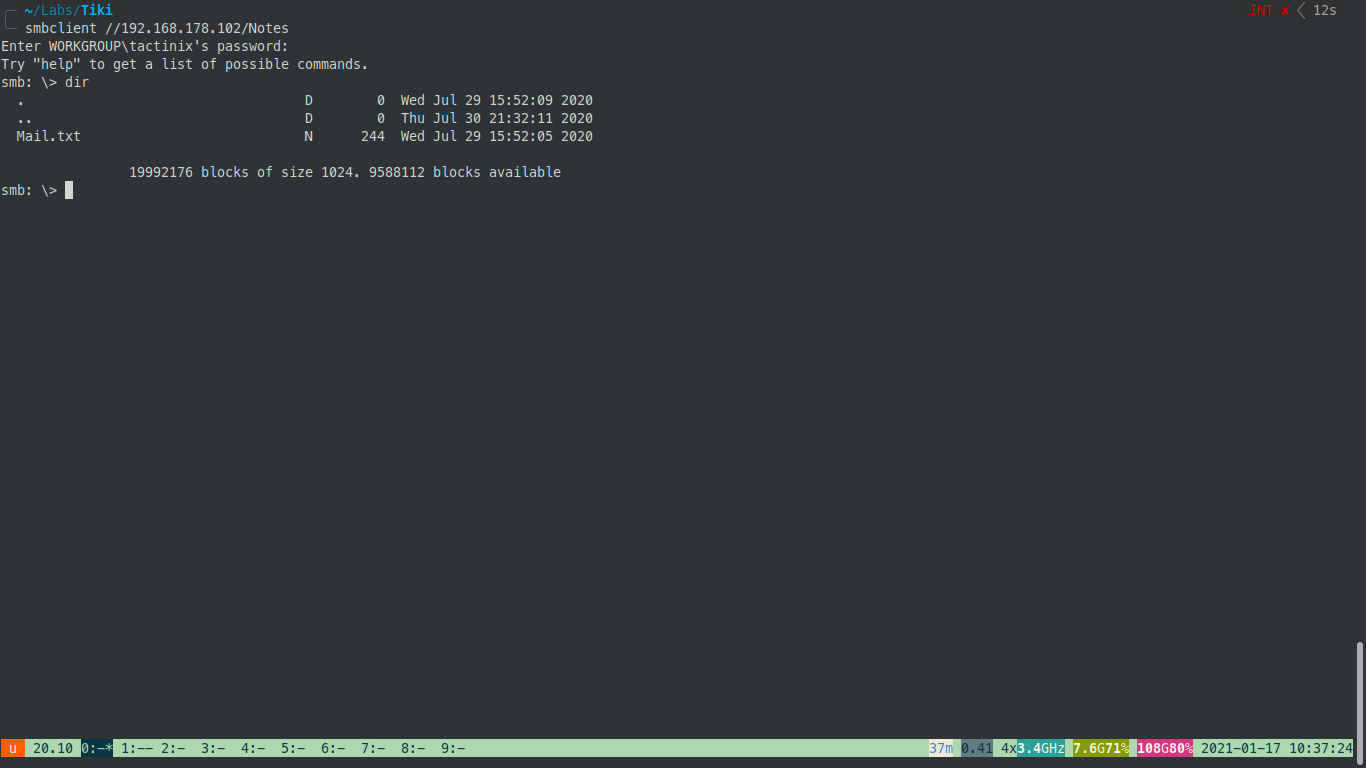 ~/Labs/Tiki INT ✘ 12s
smbclient //192.168.178.102/Notes
Enter WORKGROUP\tactinix's password:
Try "help" to get a list of possible commands.
smb: \> dir
. D 0 Wed Jul 29 15:52:09 2020
.. D 0 Thu Jul 30 21:32:11 2020
Mail.txt N 244 Wed Jul 29 15:52:05 2020
19992176 blocks of size 1024. 9588112 blocks available
smb: \>
u 20.10 0:-* 1:-- 2:- 3:- 4:- 5:- 6:- 7:- 8:- 9:- 37m 0.41 4x3.4GHz 7.6G71% 108G80% 2021-01-17 10:37:24